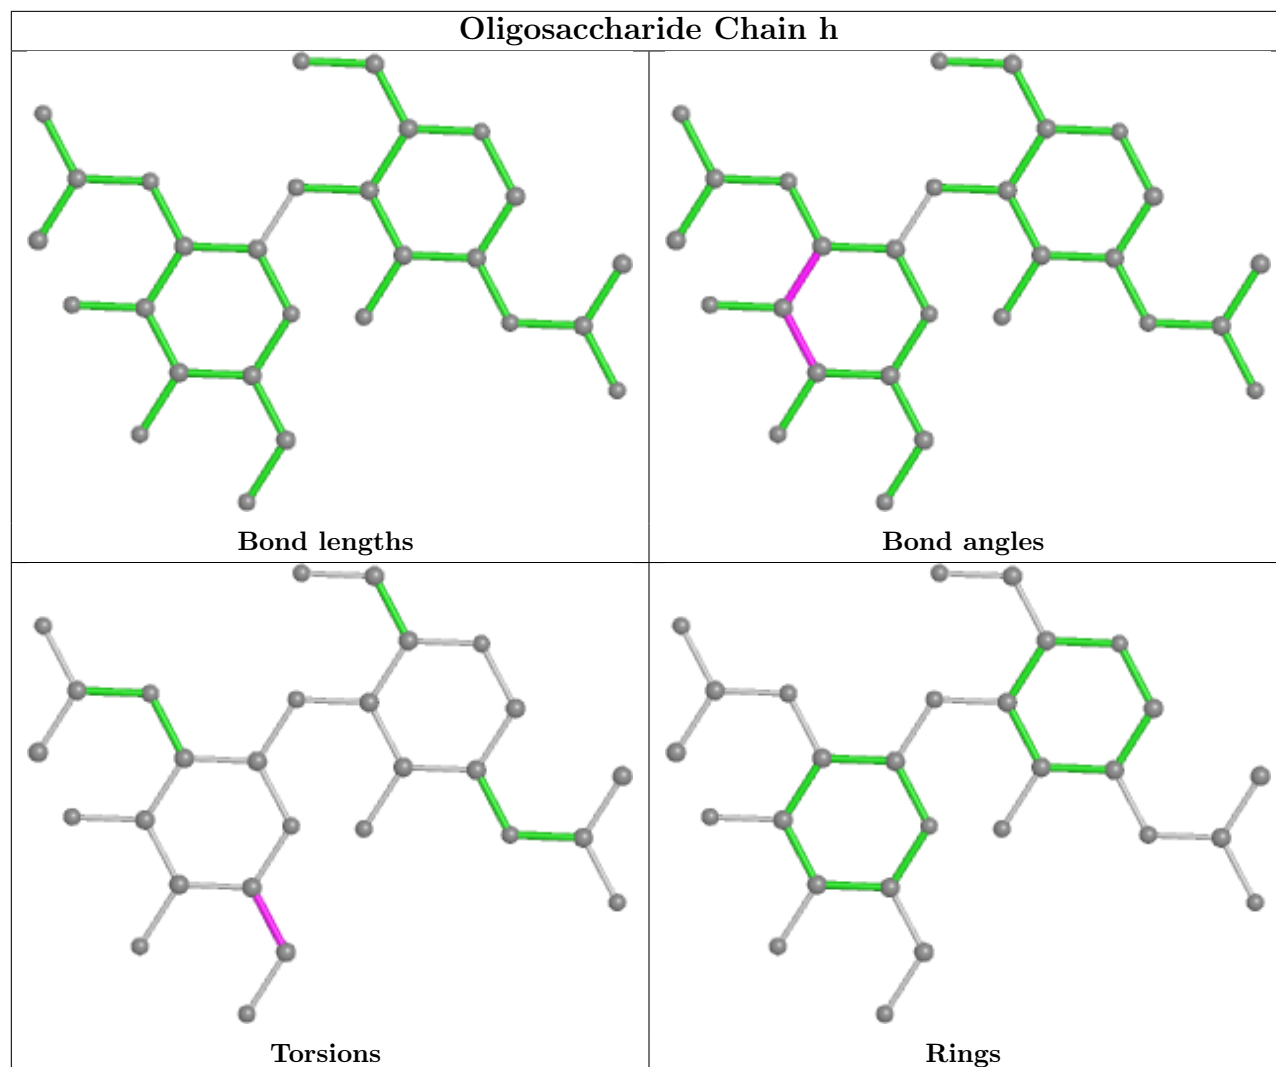 Oligosaccharide Chain h
Bond lengths
Bond angles
Torsions
Rings